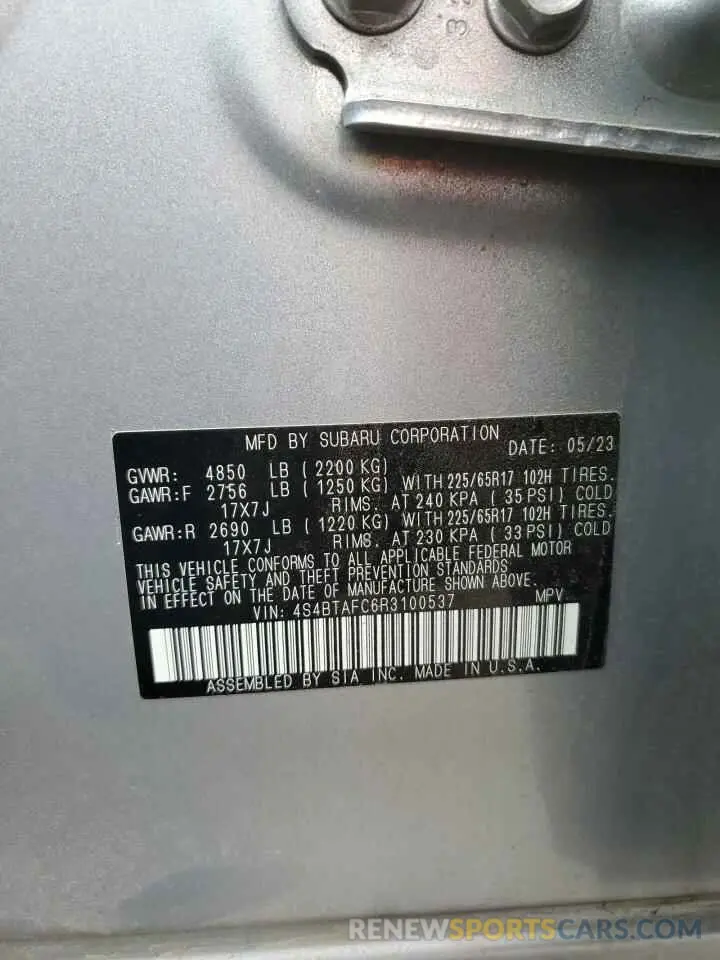 MFD BY SUBARU CORPORATION DATE: 05/23
GVWR: 4850 LB (2200 KG)
GAWR:F 2756 LB (1250 KG) WITH 225/65R17 102H TIRES.
17X7J RIMS. AT 240 KPA (35 PSI) COLD
GAWR:R 2690 LB (1220 KG) WITH 225/65R17 102H TIRES.
17X7J RIMS. AT 230 KPA (33 PSI) COLD
THIS VEHICLE CONFORMS TO ALL APPLICABLE FEDERAL MOTOR
VEHICLE SAFETY AND THEFT PREVENTION STANDARDS
IN EFFECT ON THE DATE OF MANUFACTURE SHOWN ABOVE.
VIN: 4S4BTAFC6R3100537 MPV
ASSEMBLED BY SIA INC. MADE IN U.S.A.
RENEWSPORTSCARS.COM